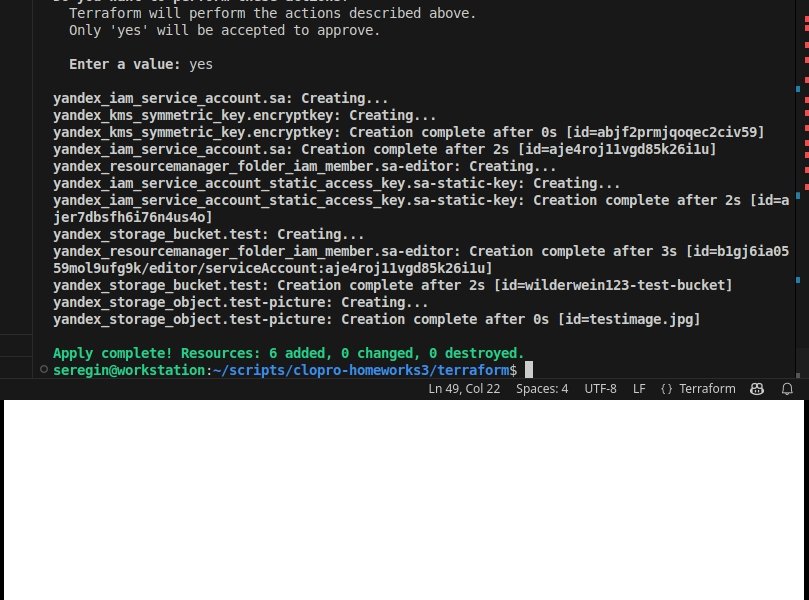 Terraform will perform the actions described above.
Only 'yes' will be accepted to approve.
Enter a value: yes
yandex_iam_service_account.sa: Creating...
yandex_kms_symmetric_key.encryptkey: Creating...
yandex_kms_symmetric_key.encryptkey: Creation complete after 0s [id=abjf2prmjqoqec2civ59]
yandex_iam_service_account.sa: Creation complete after 2s [id=aje4roj11vgd85k26i1u]
yandex_resourcemanager_folder_iam_member.sa-editor: Creating...
yandex_iam_service_account_static_access_key.sa-static-key: Creating...
yandex_iam_service_account_static_access_key.sa-static-key: Creation complete after 2s [id=a
jer7dbsfh6i76n4us4o]
yandex_storage_bucket.test: Creating...
yandex_resourcemanager_folder_iam_member.sa-editor: Creation complete after 3s [id=b1gj6ia05
59mol9ufg9k/editor/serviceAccount:aje4roj11vgd85k26i1u]
yandex_storage_bucket.test: Creation complete after 2s [id=wilderwein123-test-bucket]
yandex_storage_object.test-picture: Creating...
yandex_storage_object.test-picture: Creation complete after 0s [id=testimage.jpg]
Apply complete! Resources: 6 added, 0 changed, 0 destroyed.
seregin@workstation:~/scripts/clopro-homeworks3/terraform$
Ln 49, Col 22 Spaces: 4 UTF-8 LF {} Terraform